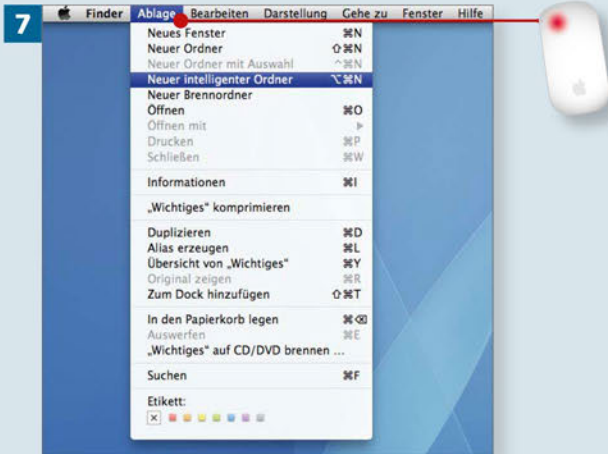 7
Finder Ablage Bearbeiten Darstellung Gehe zu Fenster Hilfe
Neues Fenster ⌘N
Neuer Ordner ⇧⌘N
Neuer Ordner mit Auswahl ^⌘N
Neuer intelligenter Ordner ⌥⌘N
Neuer Brennordner
Öffnen ⌘O
Öffnen mit ▶
Drucken ⌘P
Schließen ⌘W
Informationen ⌘I
„Wichtiges“ komprimieren
Duplizieren ⌘D
Alias erzeugen ⌘L
Übersicht von „Wichtiges“ ⌘Y
Original zeigen ⌘R
Zum Dock hinzufügen ⇧⌘T
In den Papierkorb legen ⌘⌫
Auswerfen ⌘E
„Wichtiges“ auf CD/DVD brennen ...
Suchen ⌘F
Etikett: